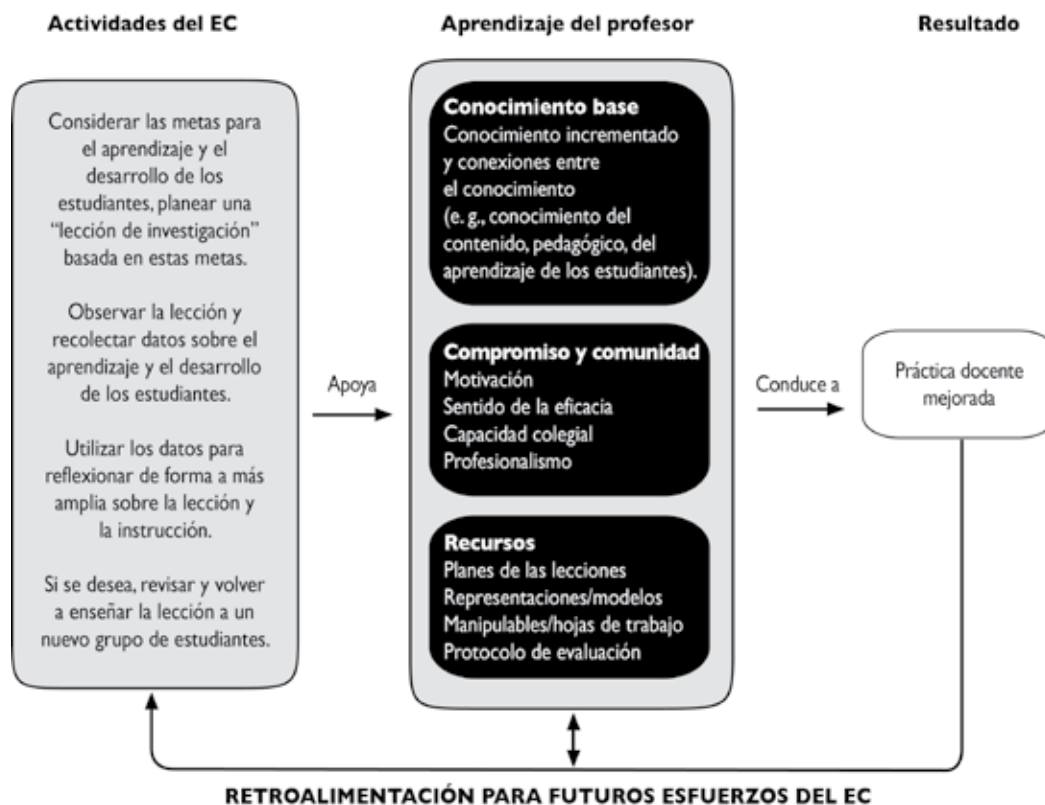 Actividades del EC
Aprendizaje del profesor
Resultado
Considerar las metas para
el aprendizaje y el
desarrollo de los
estudiantes, planear una
“lección de investigación”
basada en estas metas.
Observar la lección y
recolectar datos sobre el
aprendizaje y el desarrollo
de los estudiantes.
Utilizar los datos para
reflexionar de forma a más
amplia sobre la lección y
la instrucción.
Si se desea, revisar y volver
a enseñar la lección a un
nuevo grupo de estudiantes.
Apoya
Conocimiento base
Conocimiento incrementado
y conexiones entre
el conocimiento
(e. g., conocimiento del
contenido, pedagógico, del
aprendizaje de los estudiantes).
Compromiso y comunidad
Motivación
Sentido de la eficacia
Capacidad colegial
Profesionalismo
Recursos
Planes de las lecciones
Representaciones/modelos
Manipulables/hojas de trabajo
Protocolo de evaluación
Conduce a
Práctica docente
mejorada
RETROALIMENTACIÓN PARA FUTUROS ESFUERZOS DEL EC